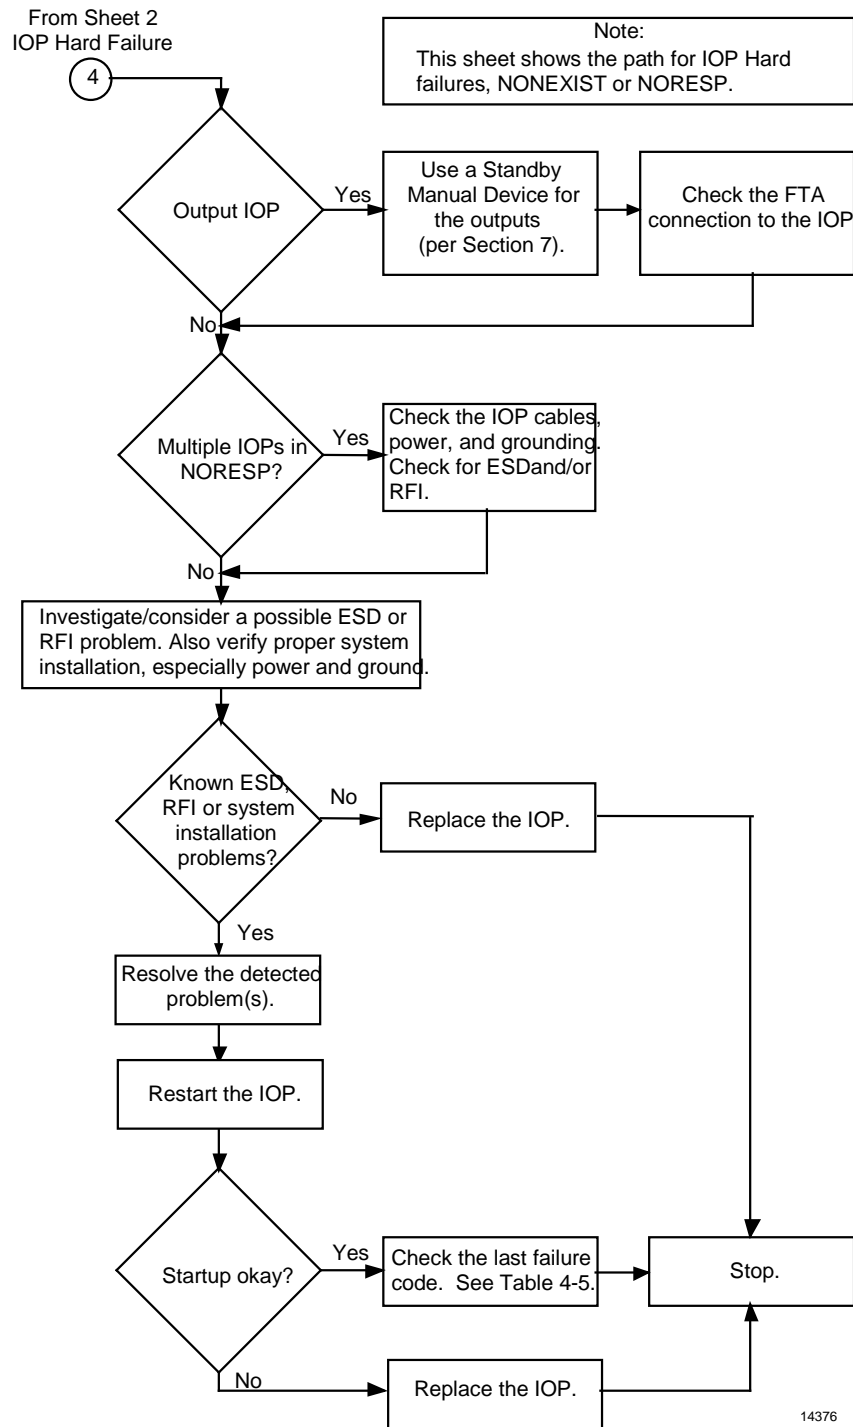 From Sheet 2
IOP Hard Failure
4
Note:
This sheet shows the path for IOP Hard
failures, NONEXIST or NORESP.
Output IOP
Yes
Use a Standby
Manual Device for
the outputs
(per Section 7).
Check the FTA
connection to the IOP
No
Multiple IOPs in
NORESP?
Yes
Check the IOP cables,
power, and grounding.
Check for ESDand/or
RFI.
No
Investigate/consider a possible ESD or
RFI problem. Also verify proper system
installation, especially power and ground.
Known ESD,
RFI or system
installation
problems?
No
Replace the IOP.
Yes
Resolve the detected
problem(s).
Restart the IOP.
Startup okay?
Yes
Check the last failure
code. See Table 4-5.
Stop.
No
Replace the IOP.
14376